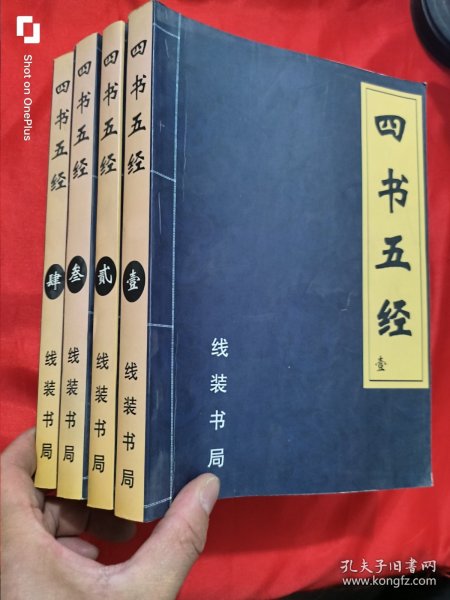 Shot on OnePlus
四书五经
肆
线装书局
四书五经
叁
线装书局
四书五经
贰
线装书局
四书五经
壹
线装书局
四书五经
壹
线装书局
孔夫子旧书网
www.kongfz.com